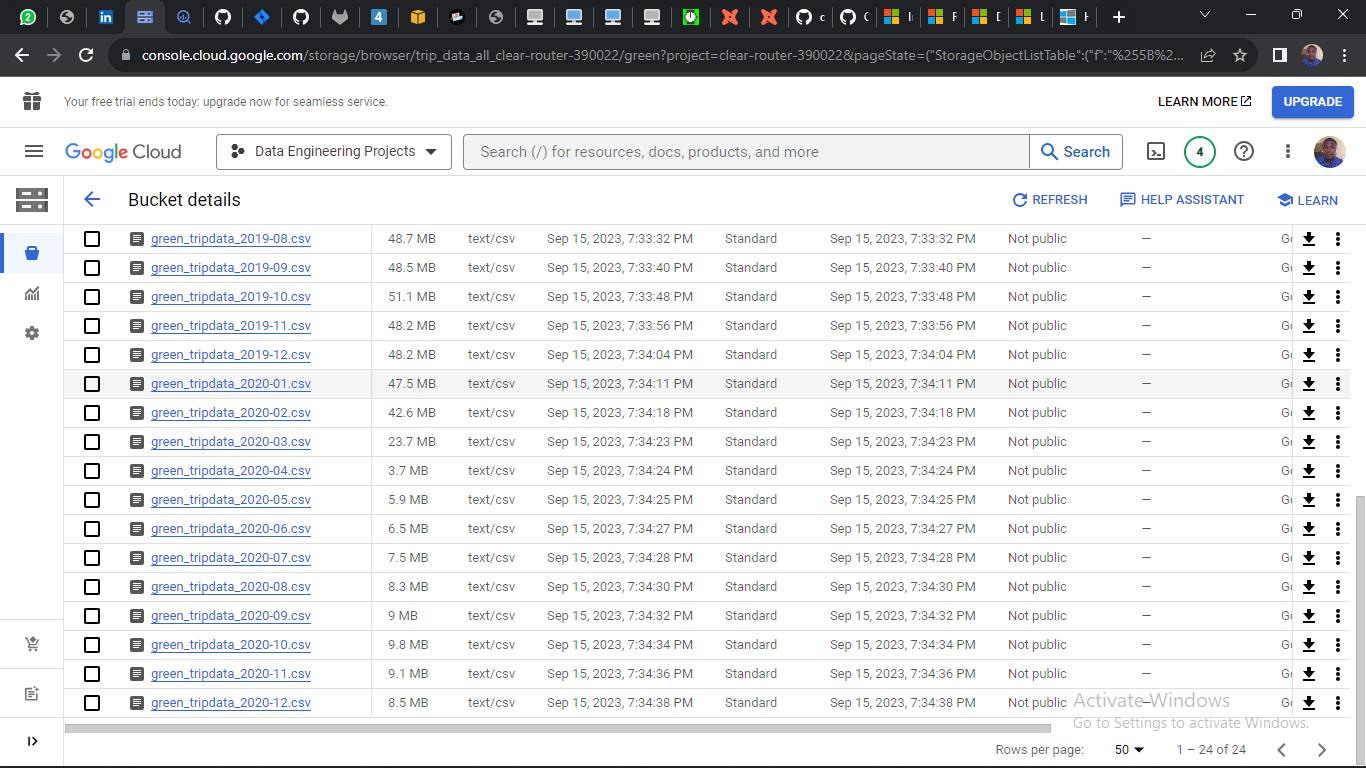 console.cloud.google.com/storage/browser/trip_data_all_clear-router-390022/green?project=clear-router-390022&pageState=("StorageObjectListTable":("f":"%255B%2...
Your free trial ends today: upgrade now for seamless service.
LEARN MORE
UPGRADE
Google Cloud
Data Engineering Projects
Search (/) for resources, docs, products, and more
Search
4
Bucket details
REFRESH
HELP ASSISTANT
LEARN
green_tripdata_2019-08.csv 48.7 MB text/csv Sep 15, 2023, 7:33:32 PM Standard Sep 15, 2023, 7:33:32 PM Not public —
green_tripdata_2019-09.csv 48.5 MB text/csv Sep 15, 2023, 7:33:40 PM Standard Sep 15, 2023, 7:33:40 PM Not public —
green_tripdata_2019-10.csv 51.1 MB text/csv Sep 15, 2023, 7:33:48 PM Standard Sep 15, 2023, 7:33:48 PM Not public —
green_tripdata_2019-11.csv 48.2 MB text/csv Sep 15, 2023, 7:33:56 PM Standard Sep 15, 2023, 7:33:56 PM Not public —
green_tripdata_2019-12.csv 48.2 MB text/csv Sep 15, 2023, 7:34:04 PM Standard Sep 15, 2023, 7:34:04 PM Not public —
green_tripdata_2020-01.csv 47.5 MB text/csv Sep 15, 2023, 7:34:11 PM Standard Sep 15, 2023, 7:34:11 PM Not public —
green_tripdata_2020-02.csv 42.6 MB text/csv Sep 15, 2023, 7:34:18 PM Standard Sep 15, 2023, 7:34:18 PM Not public —
green_tripdata_2020-03.csv 23.7 MB text/csv Sep 15, 2023, 7:34:23 PM Standard Sep 15, 2023, 7:34:23 PM Not public —
green_tripdata_2020-04.csv 3.7 MB text/csv Sep 15, 2023, 7:34:24 PM Standard Sep 15, 2023, 7:34:24 PM Not public —
green_tripdata_2020-05.csv 5.9 MB text/csv Sep 15, 2023, 7:34:25 PM Standard Sep 15, 2023, 7:34:25 PM Not public —
green_tripdata_2020-06.csv 6.5 MB text/csv Sep 15, 2023, 7:34:27 PM Standard Sep 15, 2023, 7:34:27 PM Not public —
green_tripdata_2020-07.csv 7.5 MB text/csv Sep 15, 2023, 7:34:28 PM Standard Sep 15, 2023, 7:34:28 PM Not public —
green_tripdata_2020-08.csv 8.3 MB text/csv Sep 15, 2023, 7:34:30 PM Standard Sep 15, 2023, 7:34:30 PM Not public —
green_tripdata_2020-09.csv 9 MB text/csv Sep 15, 2023, 7:34:32 PM Standard Sep 15, 2023, 7:34:32 PM Not public —
green_tripdata_2020-10.csv 9.8 MB text/csv Sep 15, 2023, 7:34:34 PM Standard Sep 15, 2023, 7:34:34 PM Not public —
green_tripdata_2020-11.csv 9.1 MB text/csv Sep 15, 2023, 7:34:36 PM Standard Sep 15, 2023, 7:34:36 PM Not public —
green_tripdata_2020-12.csv 8.5 MB text/csv Sep 15, 2023, 7:34:38 PM Standard Sep 15, 2023, 7:34:38 PM Not public —
Activate Windows
Go to Settings to activate Windows.
Rows per page: 50 1 – 24 of 24